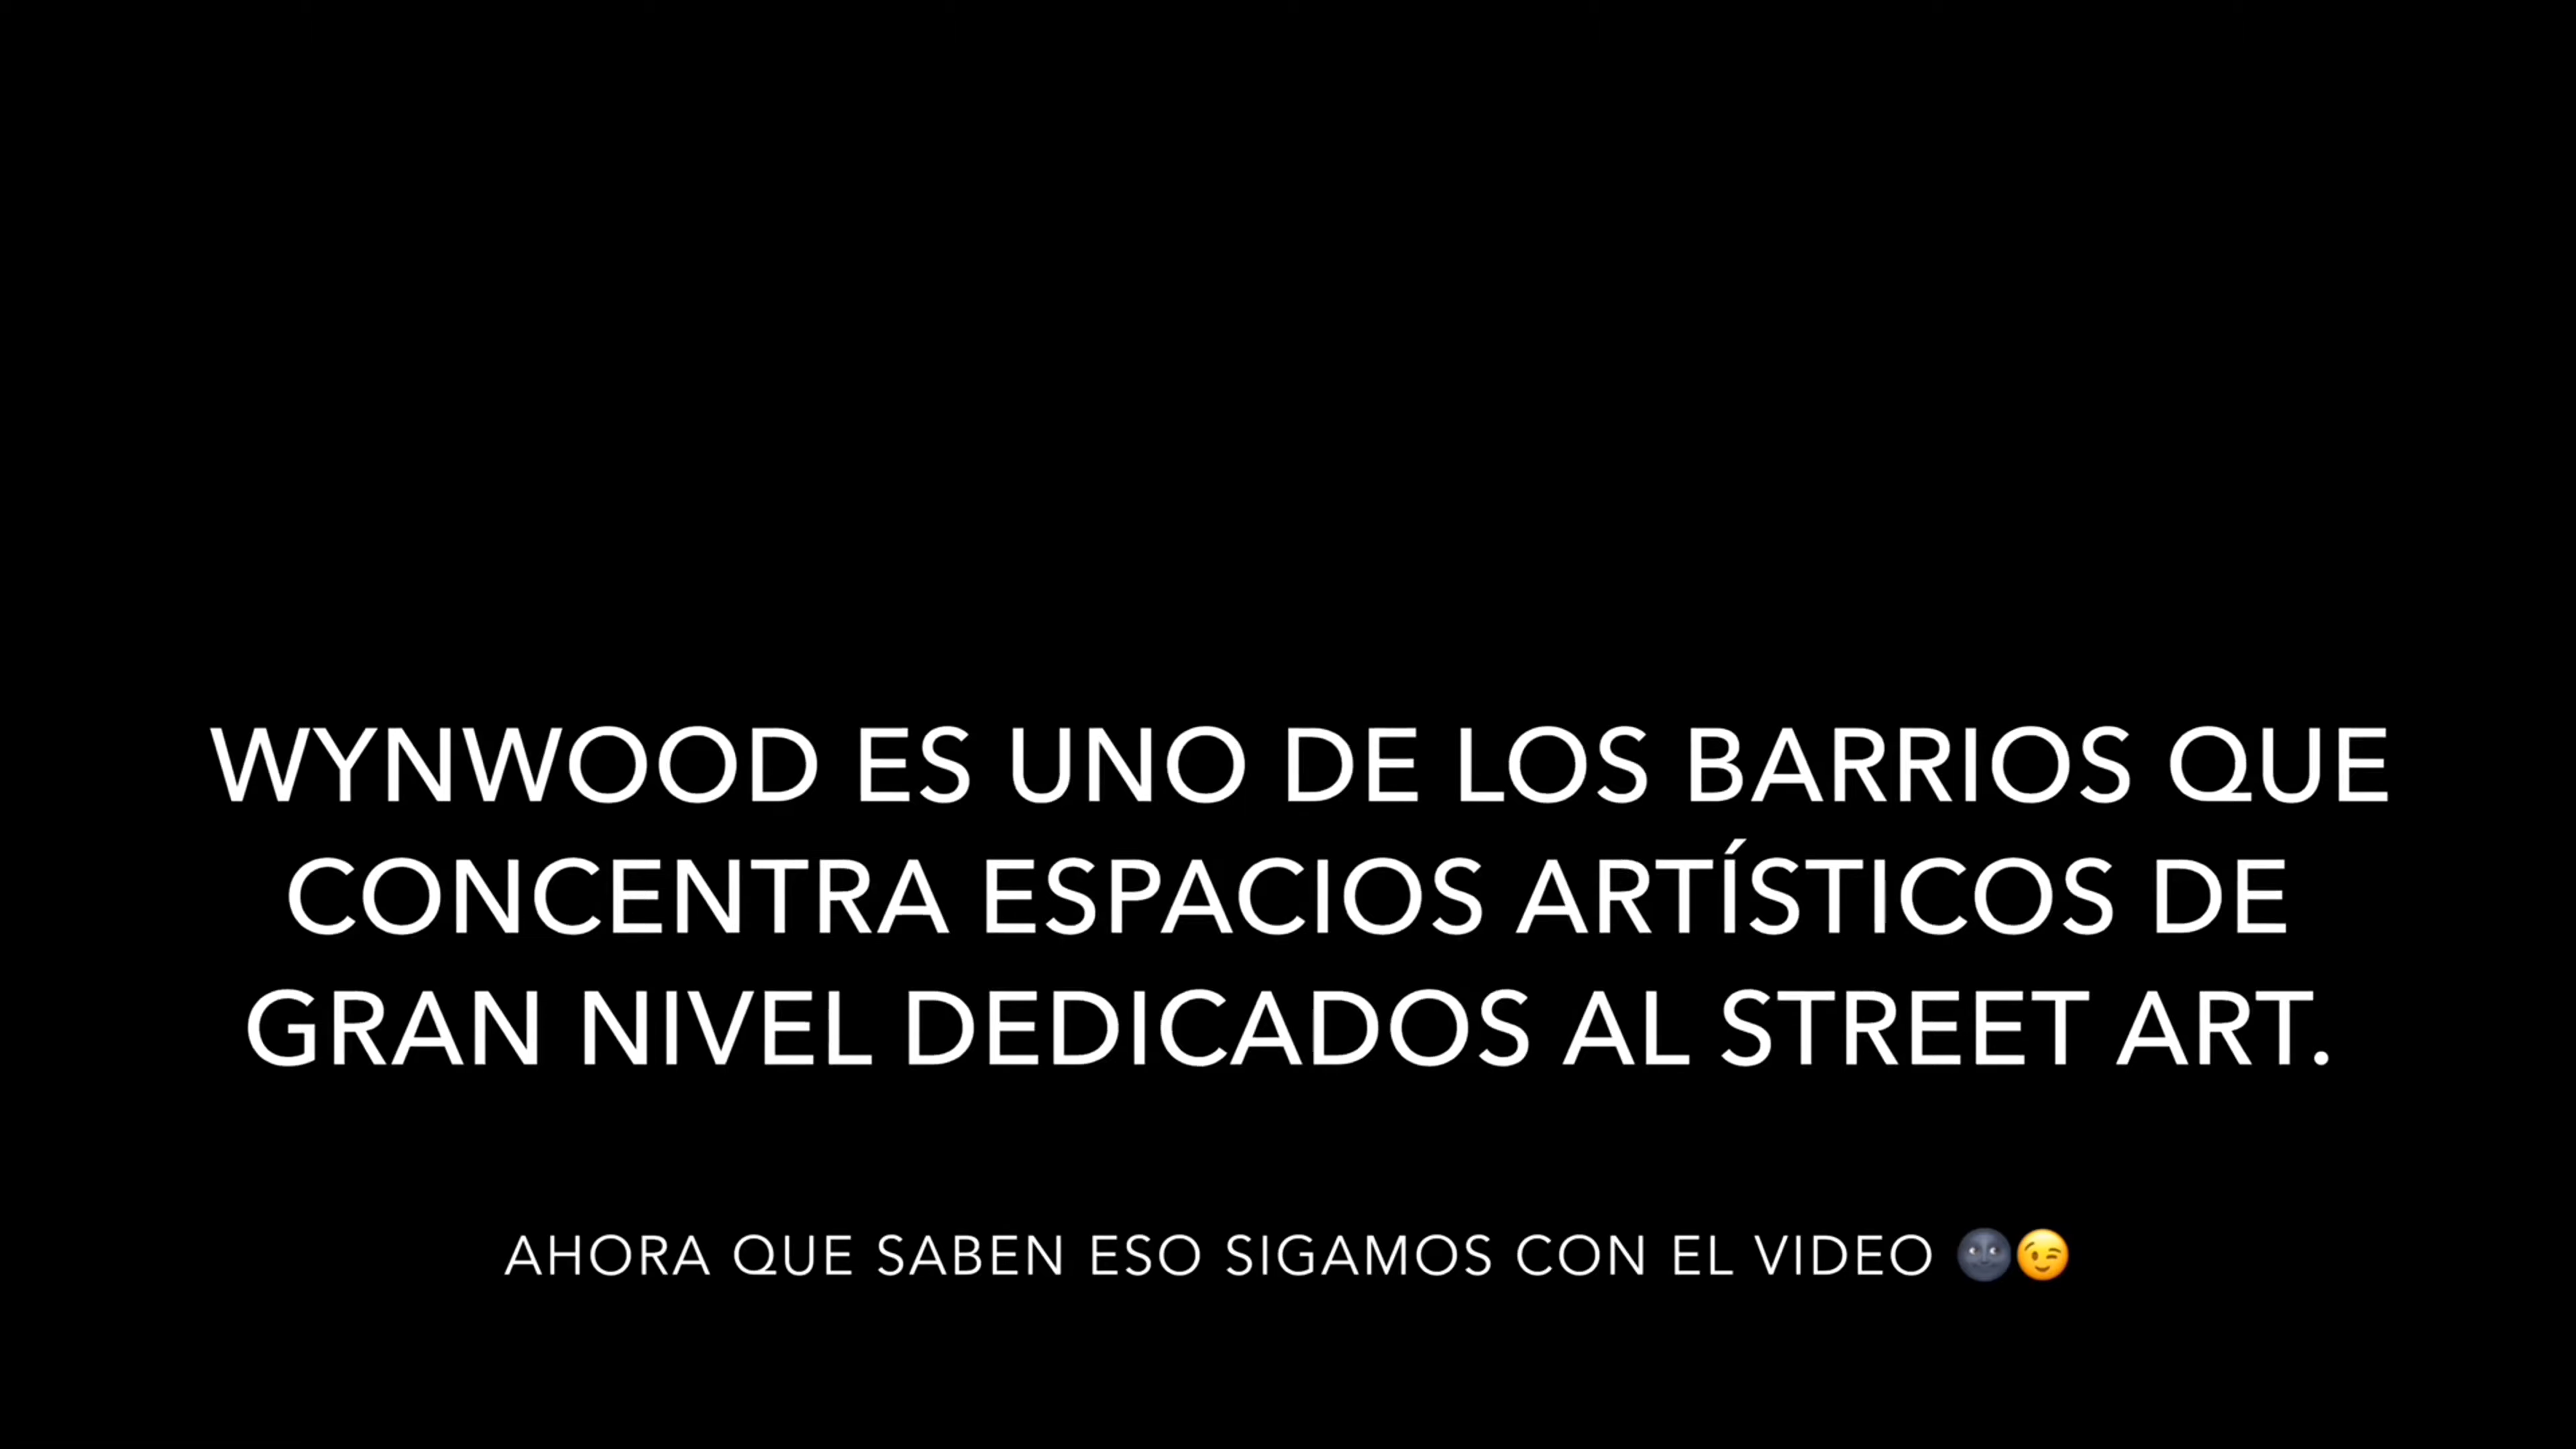 WYNWOOD ES UNO DE LOS BARRIOS QUE
CONCENTRA ESPACIOS ARTÍSTICOS DE
GRAN NIVEL DEDICADOS AL STREET ART.
AHORA QUE SABEN ESO SIGAMOS CON EL VIDEO 🌚😉